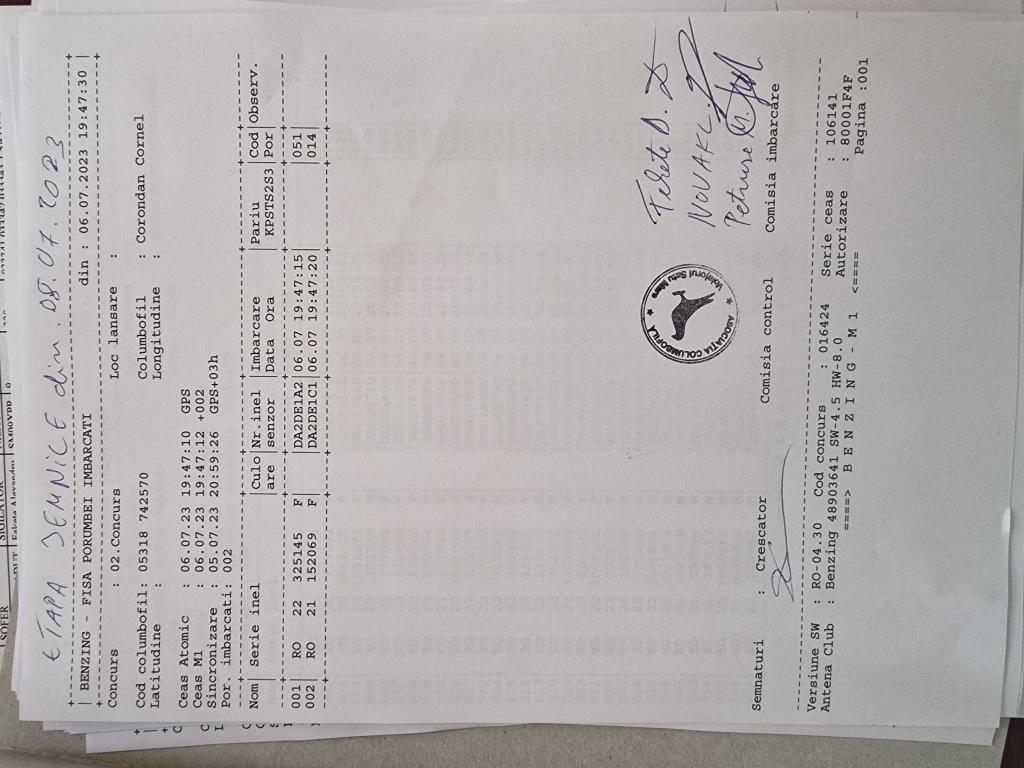 ETAPA SEMNICE din. 08.07.2023
| BENZING - FISA PORUMBEI IMBARCATI din : 06.07.2023 19:47:30 |
Concurs : 02.Concurs Loc lansare :
Cod columbofil: 05318 742570 Columbofil : Corondan Cornel
Latitudine : Longitudine :
Ceas Atomic : 06.07.23 19:47:10 GPS
Ceas M1 : 06.07.23 19:47:12 +002
Sincronizare : 05.07.23 20:59:26 GPS+03h
Por. imbarcati: 002
Nom| Serie inel |Culo|Nr.inel |Imbarcare |Pariu |Cod|Observ.
|are |senzor |Data Ora |KPSTS2S3|Por|
001| RO 22 325145 F |DA2DE1A2|06.07 19:47:15| |051|
002| RO 21 152069 F |DA2DE1C1|06.07 19:47:20| |014|
Fekete D.
NOVAK L.
ASOCIATIA COLUMBOFILA
Voiajorul Satu Mare
Semnaturi : Crescator Comisia control Comisia imbarcare
Versiune SW : RO-04.30 Cod concurs : 016424 Serie ceas : 106141
Antena Club : Benzing 48903641 SW-4.5 HW-8.0 Autorizare : 80001F4F
====> B E N Z I N G - M 1 <==== Pagina :001
SOFER
SIGILATOR